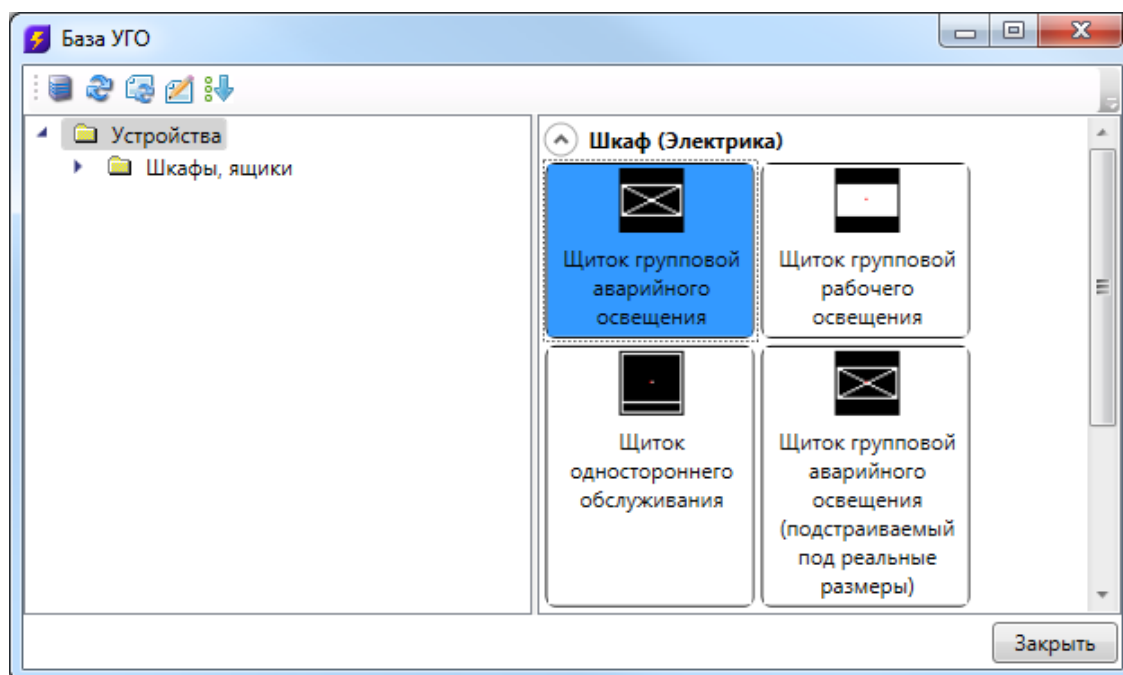 База УГО
Устройства
Шкафы, ящики
Шкаф (Электрика)
Щиток групповой
аварийного
освещения
Щиток групповой
рабочего
освещения
Щиток
одностороннего
обслуживания
Щиток групповой
аварийного
освещения
(подстраиваемый
под реальные
размеры)
Закрыть